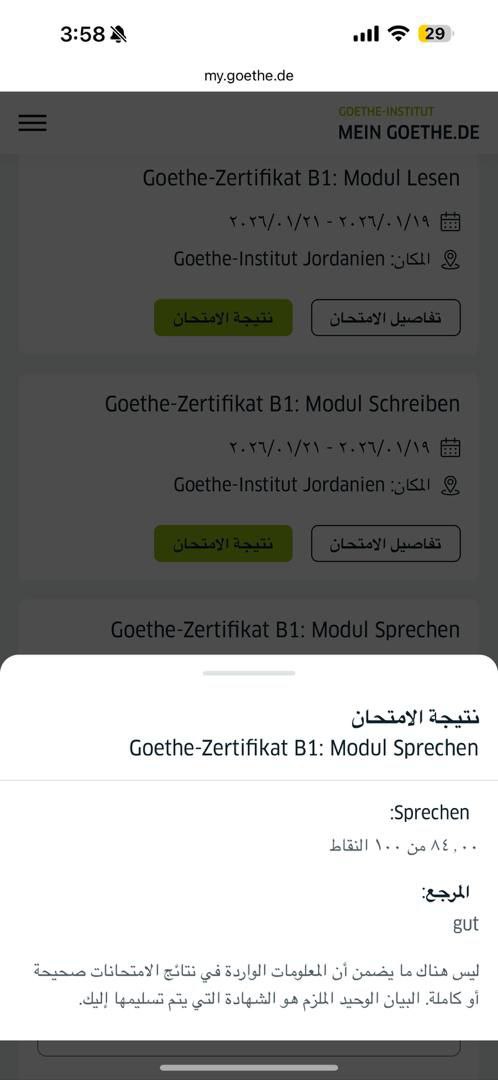 3:58
29
my.goethe.de
GOETHE-INSTITUT
MEIN GOETHE.DE
Goethe-Zertifikat B1: Modul Lesen
٢٠٢٦/٠١/١٩ - ٢٠٢٦/٠١/٢١
المكان: Goethe-Institut Jordanien
تفاصيل الامتحان
نتيجة الامتحان
Goethe-Zertifikat B1: Modul Schreiben
٢٠٢٦/٠١/١٩ - ٢٠٢٦/٠١/٢١
المكان: Goethe-Institut Jordanien
تفاصيل الامتحان
نتيجة الامتحان
Goethe-Zertifikat B1: Modul Sprechen
نتيجة الامتحان
Goethe-Zertifikat B1: Modul Sprechen
Sprechen:
٨٤,٠٠ من ١٠٠ النقاط
المرجع:
gut
ليس هناك ما يضمن أن المعلومات الواردة في نتائج الامتحانات صحيحة
أو كاملة. البيان الوحيد الملزم هو الشهادة التي يتم تسليمها إليك.